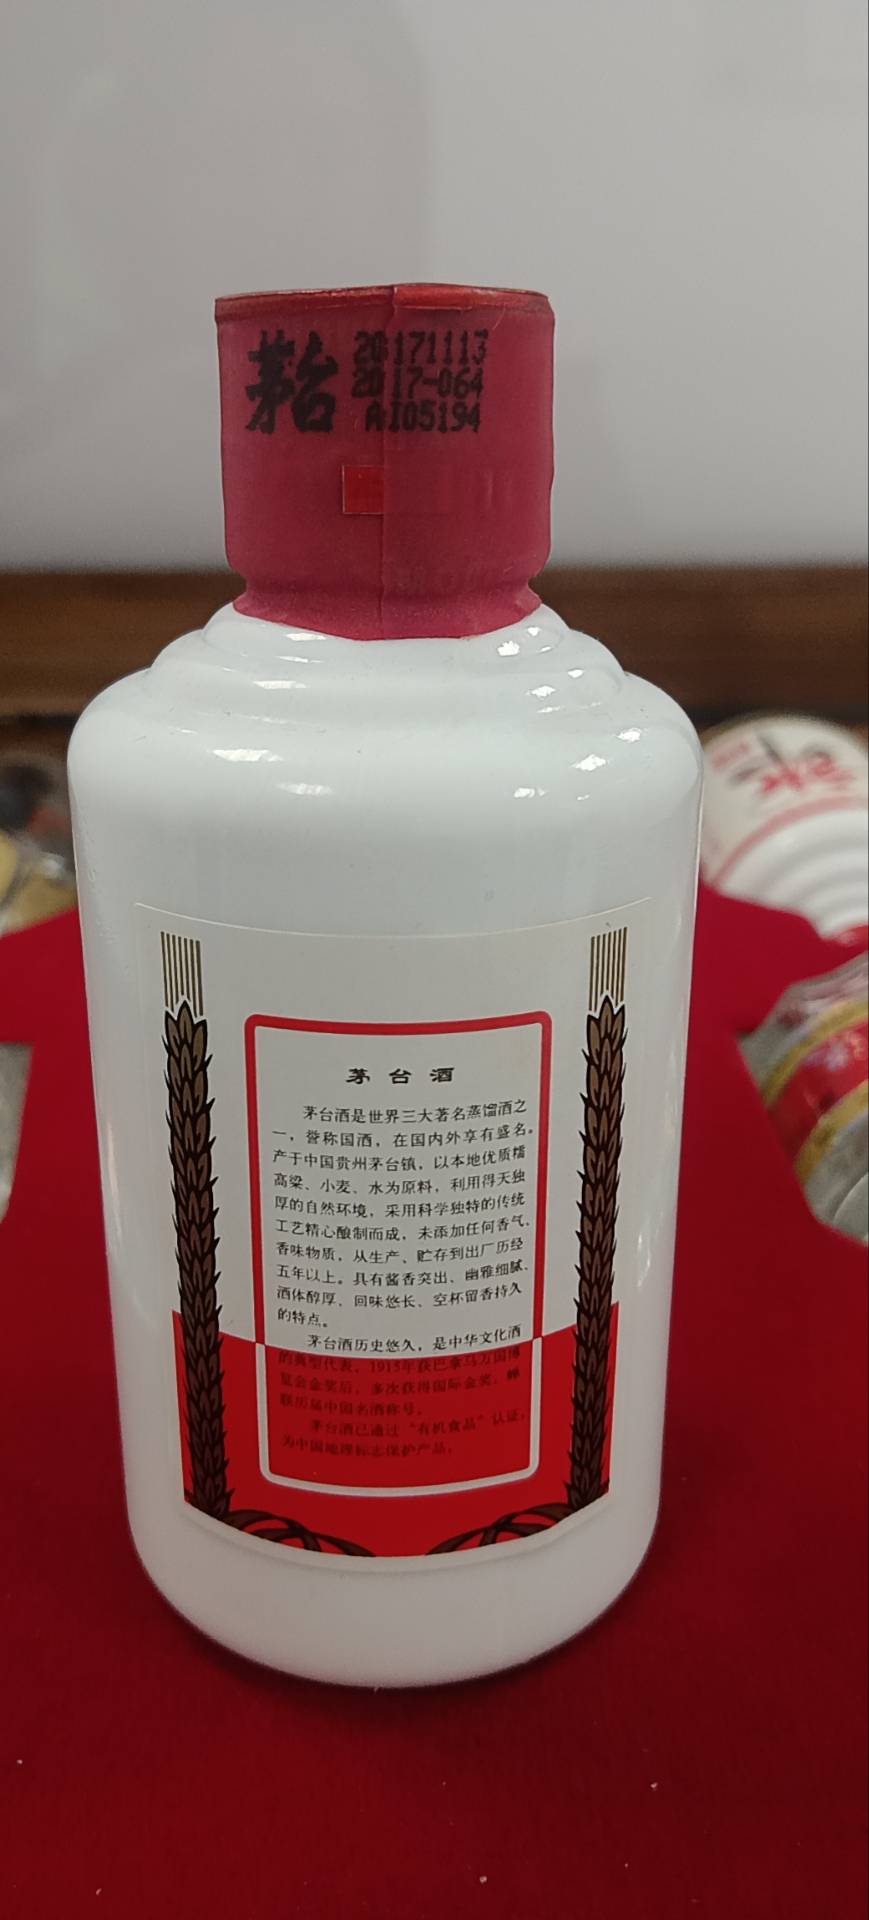 茅台
20171113
2017-064
AI05194
茅台酒
茅台酒是世界三大著名蒸馏酒之
一，誉称国酒，在国内外享有盛名。
产于中国贵州茅台镇，以本地优质糯
高粱、小麦、水为原料，利用得天独
厚的自然环境，采用科学独特的传统
工艺精心酿制而成，未添加任何香气、
香味物质，从生产、贮存到出厂历经
五年以上。具有酱香突出、幽雅细腻、
酒体醇厚、回味悠长、空杯留香持久
的特点。
茅台酒历史悠久，是中华文化酒
的典型代表，1915年获巴拿马万国博
览会金奖后，多次获得国际金奖，蝉
联历届中国名酒称号。
茅台酒已通过“有机食品”认证，
为中国地理标志保护产品。